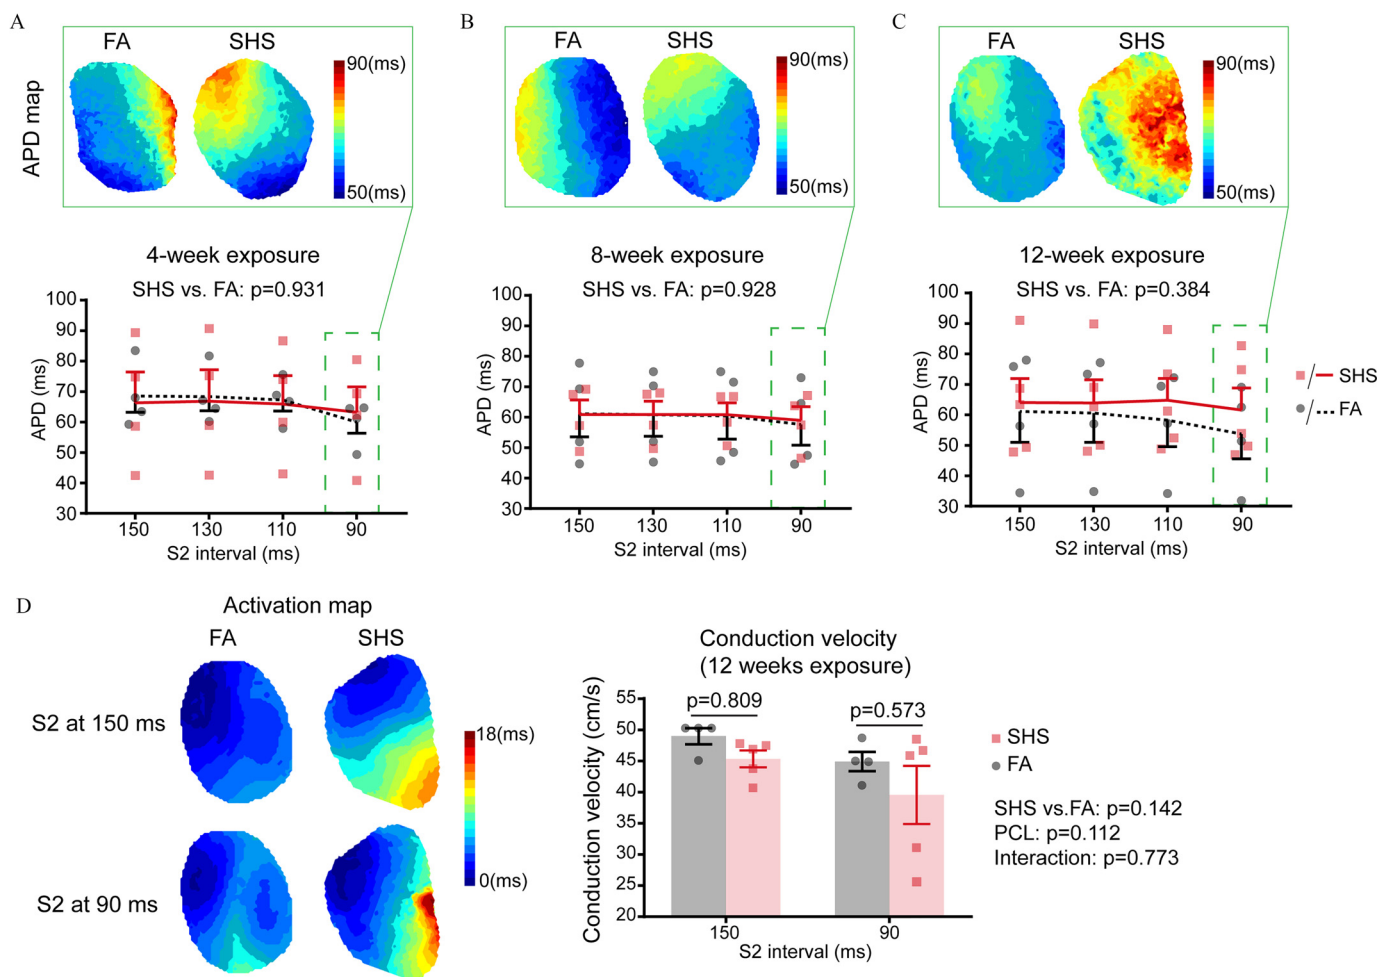 A
FA
SHS
90(ms)
50(ms)
APD map
4-week exposure
SHS vs. FA: p=0.931
APD (ms)
100
90
80
70
60
50
40
30
150
130
110
90
S2 interval (ms)
B
FA
SHS
90(ms)
50(ms)
8-week exposure
SHS vs. FA: p=0.928
APD (ms)
100
90
80
70
60
50
40
30
150
130
110
90
S2 interval (ms)
C
FA
SHS
90(ms)
50(ms)
12-week exposure
SHS vs. FA: p=0.384
APD (ms)
100
90
80
70
60
50
40
30
150
130
110
90
S2 interval (ms)
/ SHS
/ FA
D
Activation map
FA
SHS
S2 at 150 ms
S2 at 90 ms
18(ms)
0(ms)
Conduction velocity
(12 weeks exposure)
Conduction velocity (cm/s)
55
50
45
40
35
30
25
20
p=0.809
p=0.573
150
90
S2 interval (ms)
SHS
FA
SHS vs.FA: p=0.142
PCL: p=0.112
Interaction: p=0.773